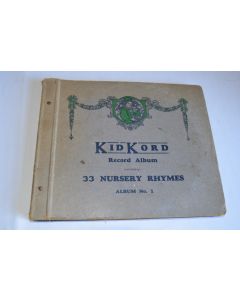 KIDKORD
Record Album
33 NURSERY RHYMES
ALBUM No. 1